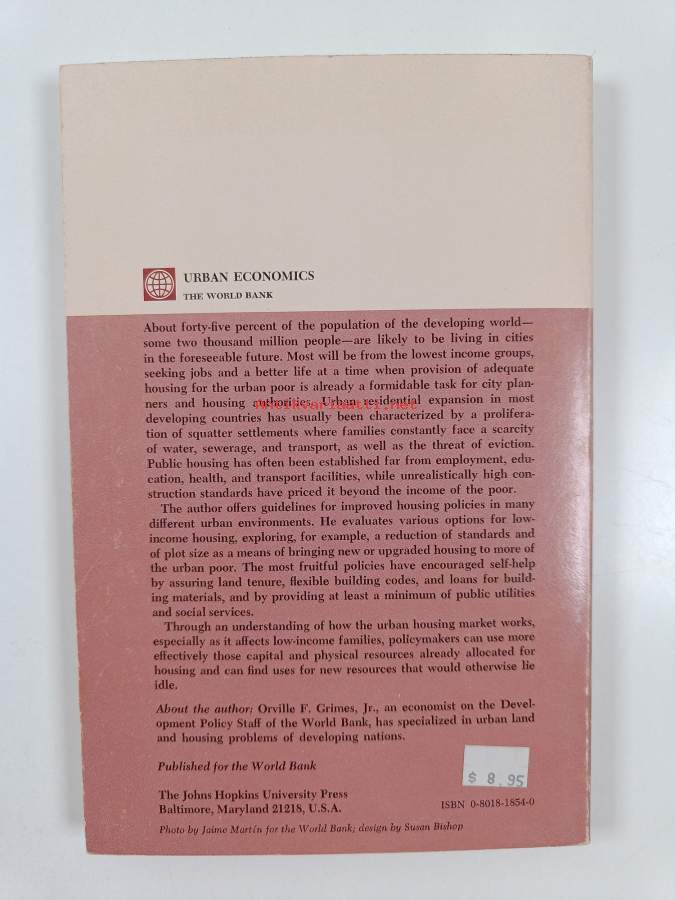 URBAN ECONOMICS
THE WORLD BANK
About forty-five percent of the population of the developing world—
some two thousand million people—are likely to be living in cities
in the foreseeable future. Most will be from the lowest income groups,
seeking jobs and a better life at a time when provision of adequate
housing for the urban poor is already a formidable task for city plan-
ners and housing authorities. Urban residential expansion in most
antikvariaatti.net
developing countries has usually been characterized by a prolifera-
tion of squatter settlements where families constantly face a scarcity
of water, sewerage, and transport, as well as the threat of eviction.
Public housing has often been established far from employment, edu-
cation, health, and transport facilities, while unrealistically high con-
struction standards have priced it beyond the income of the poor.
The author offers guidelines for improved housing policies in many
different urban environments. He evaluates various options for low-
income housing, exploring, for example, a reduction of standards and
of plot size as a means of bringing new or upgraded housing to more of
the urban poor. The most fruitful policies have encouraged self-help
by assuring land tenure, flexible building codes, and loans for build-
ing materials, and by providing at least a minimum of public utilities
and social services.
Through an understanding of how the urban housing market works,
especially as it affects low-income families, policymakers can use more
effectively those capital and physical resources already allocated for
housing and can find uses for new resources that would otherwise lie
idle.
About the author: Orville F. Grimes, Jr., an economist on the Devel-
opment Policy Staff of the World Bank, has specialized in urban land
and housing problems of developing nations.
Published for the World Bank
$ 8.95
The Johns Hopkins University Press
Baltimore, Maryland 21218, U.S.A.
ISBN 0-8018-1854-0
Photo by Jaime Martín for the World Bank; design by Susan Bishop